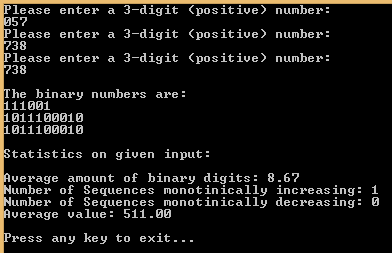 Please enter a 3-digit (positive) number:
057
Please enter a 3-digit (positive) number:
738
Please enter a 3-digit (positive) number:
738
The binary numbers are:
111001
1011100010
1011100010
Statistics on given input:
Average amount of binary digits: 8.67
Number of Sequences monotinically increasing: 1
Number of Sequences monotinically decreasing: 0
Average value: 511.00
Press any key to exit...